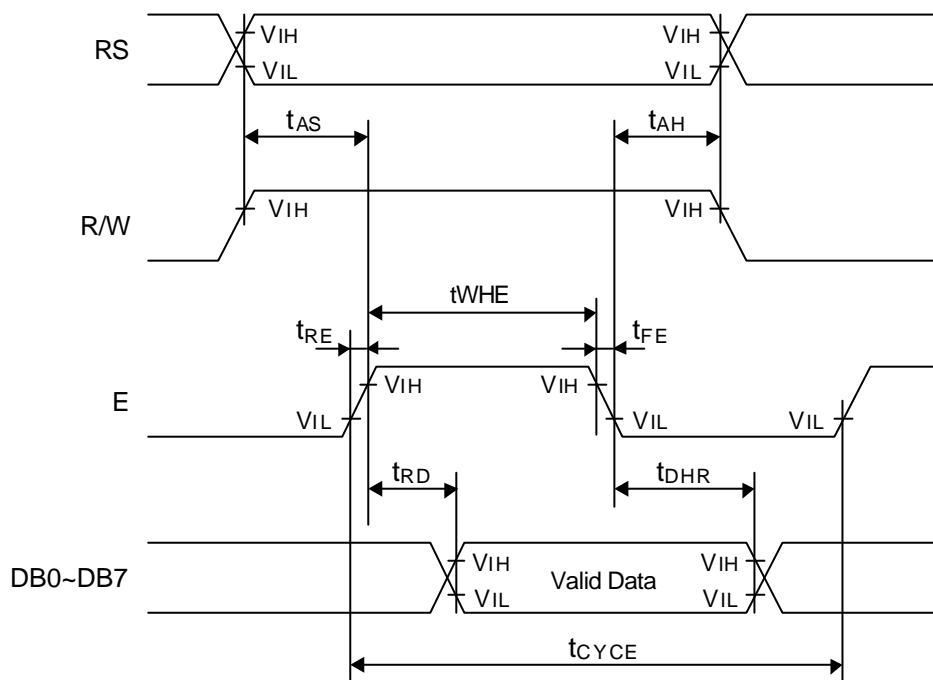 RS
VIH
VIH
VIL
VIL
tAS
tAH
R/W
VIH
VIH
tWHE
tRE
tFE
E
VIH
VIH
VIL
VIL
VIL
tRD
tDHR
DB0~DB7
VIH
Valid Data
VIH
VIL
VIL
tCYCE